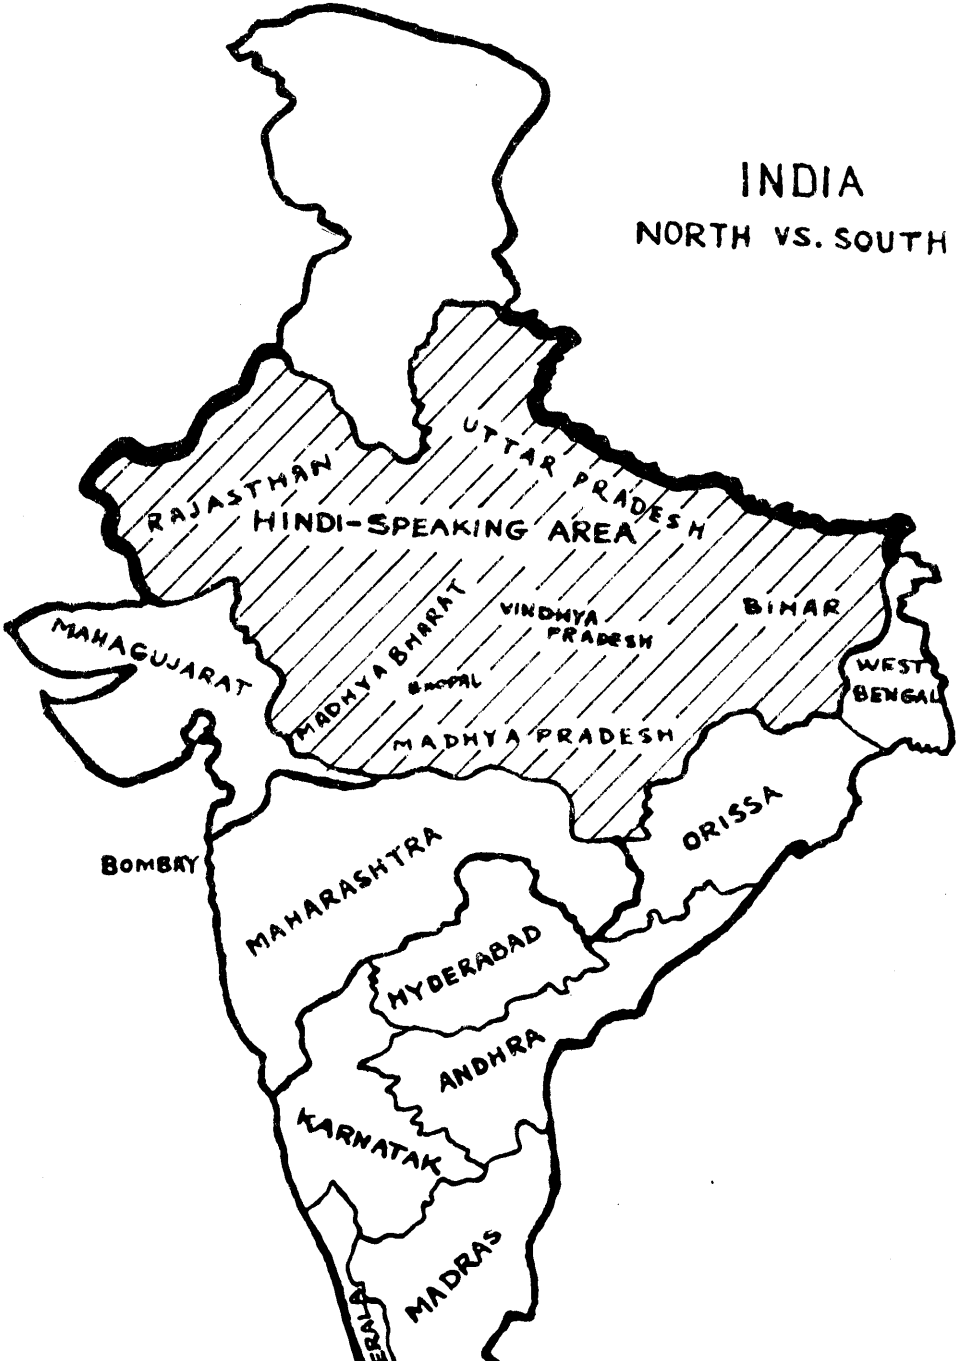 INDIA
NORTH VS. SOUTH
UTTAR PRADESH
RAJASTHAN
HINDI-SPEAKING AREA
MADHYA BHARAT
VINDHYA
PRADESH
BIHAR
MAHAGUJARAT
BHOPAL
WEST
BENGAL
MADHYA PRADESH
ORISSA
BOMBAY
MAHARASHTRA
HYDERABAD
ANDHRA
KARNATAK
MADRAS
ERALA